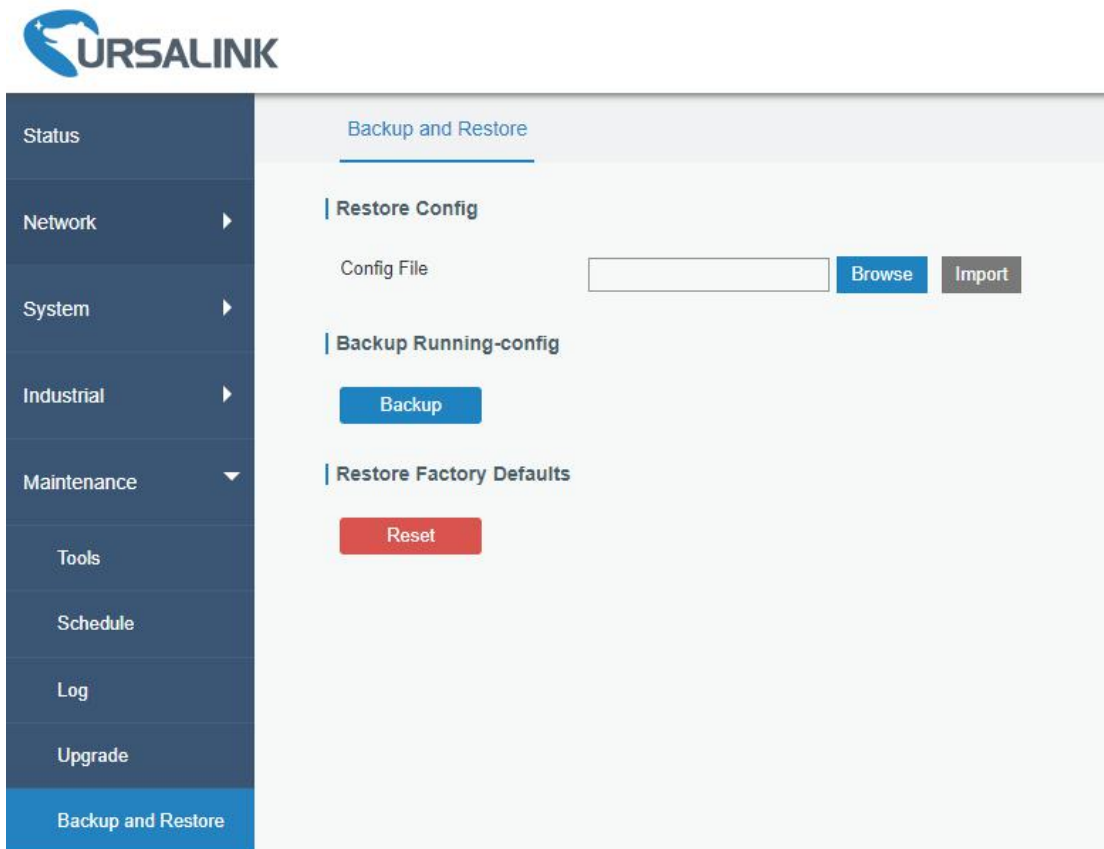 URSALINK
Status
Network
System
Industrial
Maintenance
Tools
Schedule
Log
Upgrade
Backup and Restore
Backup and Restore
Restore Config
Config File
Browse
Import
Backup Running-config
Backup
Restore Factory Defaults
Reset